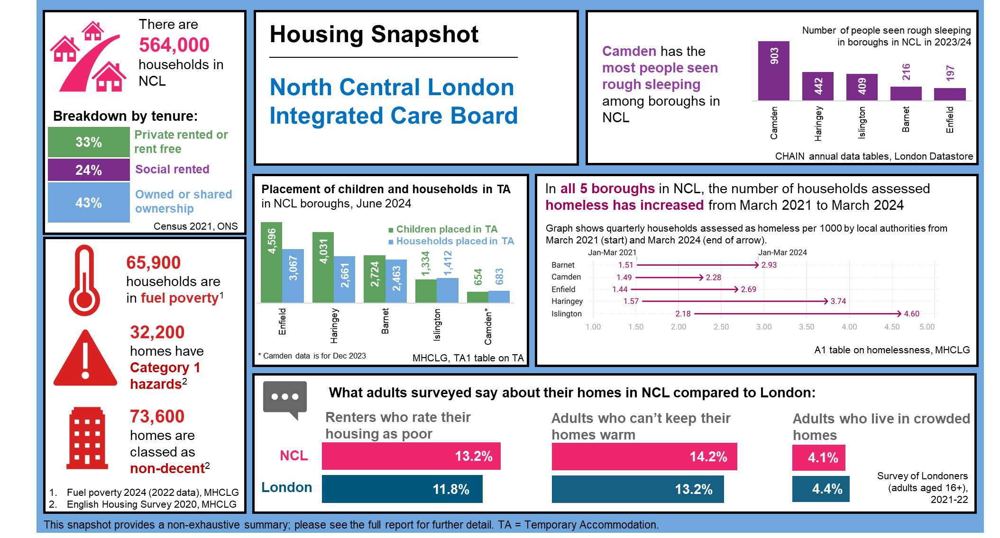 There are
564,000
households in
NCL
Breakdown by tenure:
33%
Private rented or
rent free
24%
Social rented
43%
Owned or shared
ownership
Census 2021, ONS
Housing Snapshot
North Central London
Integrated Care Board
Camden has the
most people seen
rough sleeping
among boroughs in
NCL
Number of people seen rough sleeping
in boroughs in NCL in 2023/24
903
442
409
216
197
Camden
Haringey
Islington
Barnet
Enfield
CHAIN annual data tables, London Datastore
65,900
households are
in fuel poverty1
32,200
homes have
Category 1
hazards2
73,600
homes are
classed as
non-decent2
1. Fuel poverty 2024 (2022 data), MHCLG
2. English Housing Survey 2020, MHCLG
Placement of children and households in TA
in NCL boroughs, June 2024
Children placed in TA
Households placed in TA
4,596
3,067
4,031
2,661
2,724
2,463
1,334
1,412
654
683
Enfield
Haringey
Barnet
Islington
Camden*
* Camden data is for Dec 2023
MHCLG, TA1 table on TA
In all 5 boroughs in NCL, the number of households assessed
homeless has increased from March 2021 to March 2024
Graph shows quarterly households assessed as homeless per 1000 by local authorities from
March 2021 (start) and March 2024 (end of arrow).
Jan-Mar 2021 Jan-Mar 2024
Barnet 1.51 2.93
Camden 1.49 2.28
Enfield 1.44 2.69
Haringey 1.57 3.74
Islington 2.18 4.60
1.00 1.50 2.00 2.50 3.00 3.50 4.00 4.50 5.00
A1 table on homelessness, MHCLG
What adults surveyed say about their homes in NCL compared to London:
Renters who rate their
housing as poor
Adults who can't keep their
homes warm
Adults who live in crowded
homes
NCL 13.2% 14.2% 4.1%
London 11.8% 13.2% 4.4%
Survey of Londoners
(adults aged 16+),
2021-22
This snapshot provides a non-exhaustive summary; please see the full report for further detail. TA = Temporary Accommodation.